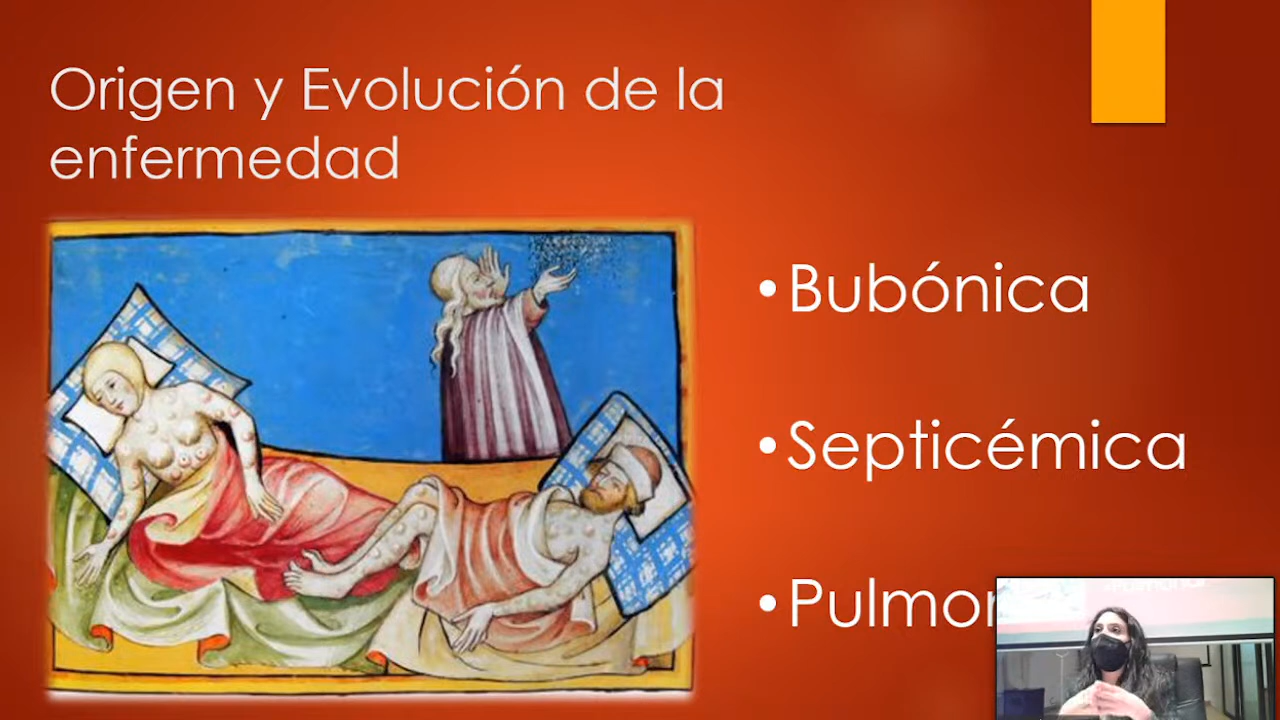 Origen y Evolución de la
enfermedad
•Bubónica
•Septicémica